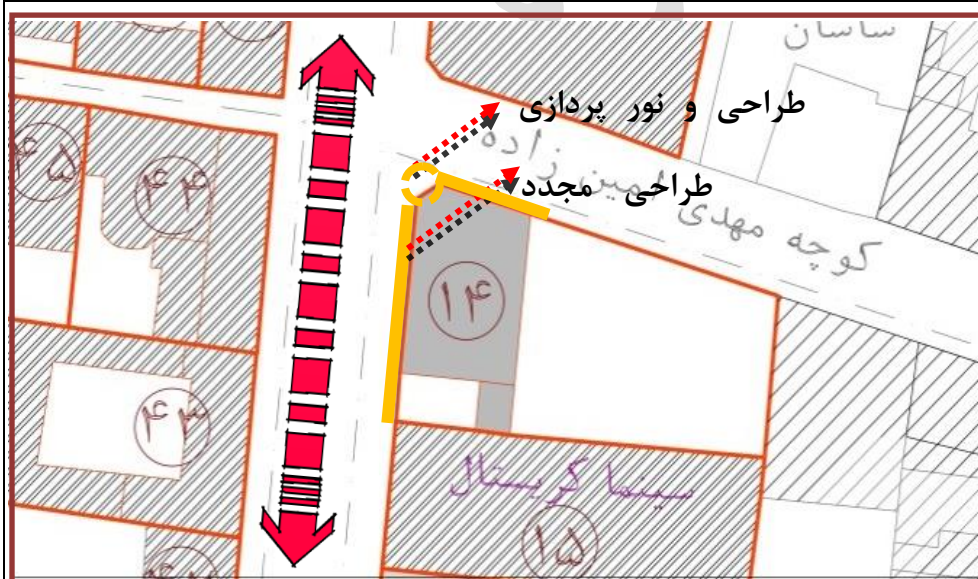 ساسان
طراحی و نور پردازی
طراحی مجدد
کوچه مهدی امین زاده
۴۵
۴۴
۱۴
۴۳
سینما کریستال
۱۵